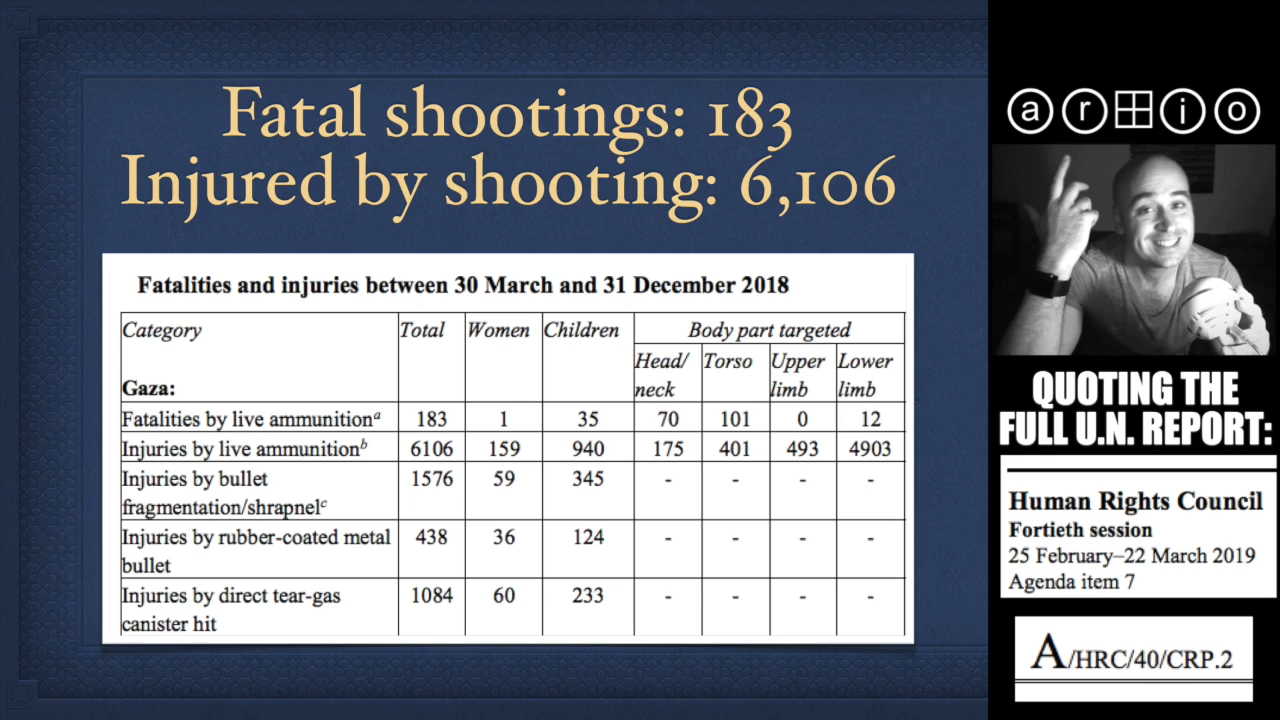 Fatal shootings: 183
Injured by shooting: 6,106
Fatalities and injuries between 30 March and 31 December 2018
Category Total Women Children Body part targeted
Head/ Torso Upper Lower
Gaza: neck limb limb
Fatalities by live ammunitionᵃ 183 1 35 70 101 0 12
Injuries by live ammunitionᵇ 6106 159 940 175 401 493 4903
Injuries by bullet 1576 59 345 - - - -
fragmentation/shrapnelᶜ
Injuries by rubber-coated metal 438 36 124 - - - -
bullet
Injuries by direct tear-gas 1084 60 233 - - - -
canister hit
a r i o
QUOTING THE
FULL U.N. REPORT:
Human Rights Council
Fortieth session
25 February–22 March 2019
Agenda item 7
A/HRC/40/CRP.2